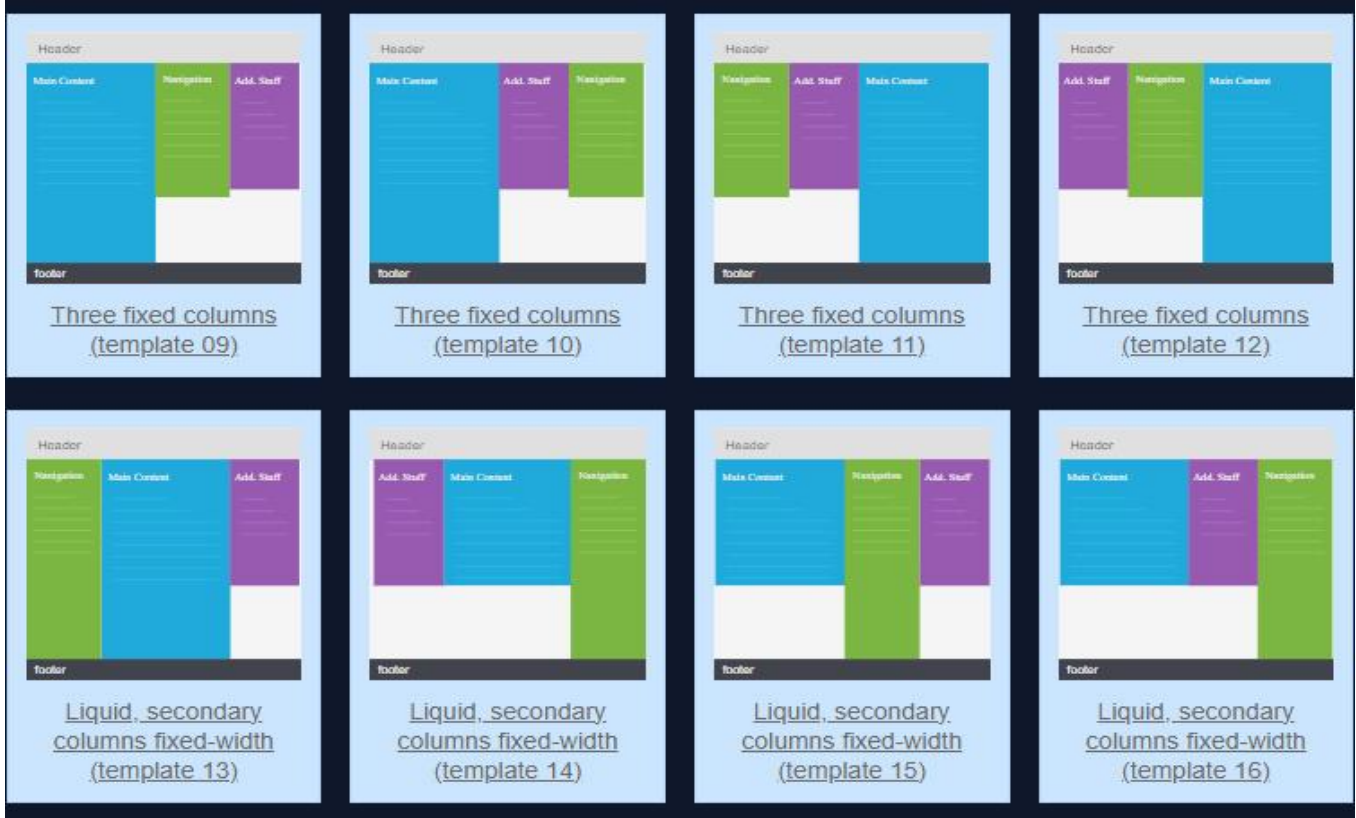 Header
Main Content Navigation Add. Stuff
footer
Three fixed columns
(template 09)
Header
Main Content Add. Stuff Navigation
footer
Three fixed columns
(template 10)
Header
Navigation Add. Stuff Main Content
footer
Three fixed columns
(template 11)
Header
Add. Stuff Navigation Main Content
footer
Three fixed columns
(template 12)
Header
Navigation Main Content Add. Stuff
footer
Liquid, secondary
columns fixed-width
(template 13)
Header
Add. Stuff Main Content Navigation
footer
Liquid, secondary
columns fixed-width
(template 14)
Header
Main Content Navigation Add. Stuff
footer
Liquid, secondary
columns fixed-width
(template 15)
Header
Main Content Add. Stuff Navigation
footer
Liquid, secondary
columns fixed-width
(template 16)